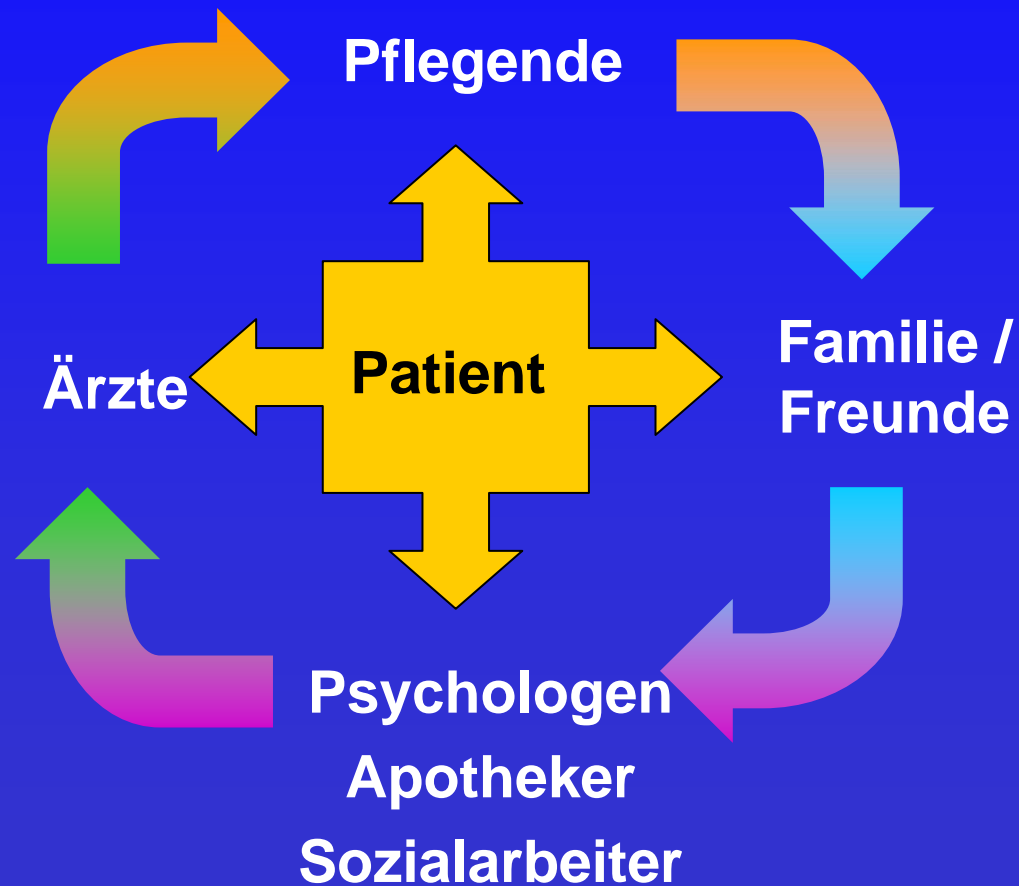 Pflegende
Familie /
Freunde
Ärzte
Patient
Psychologen
Apotheker
Sozialarbeiter